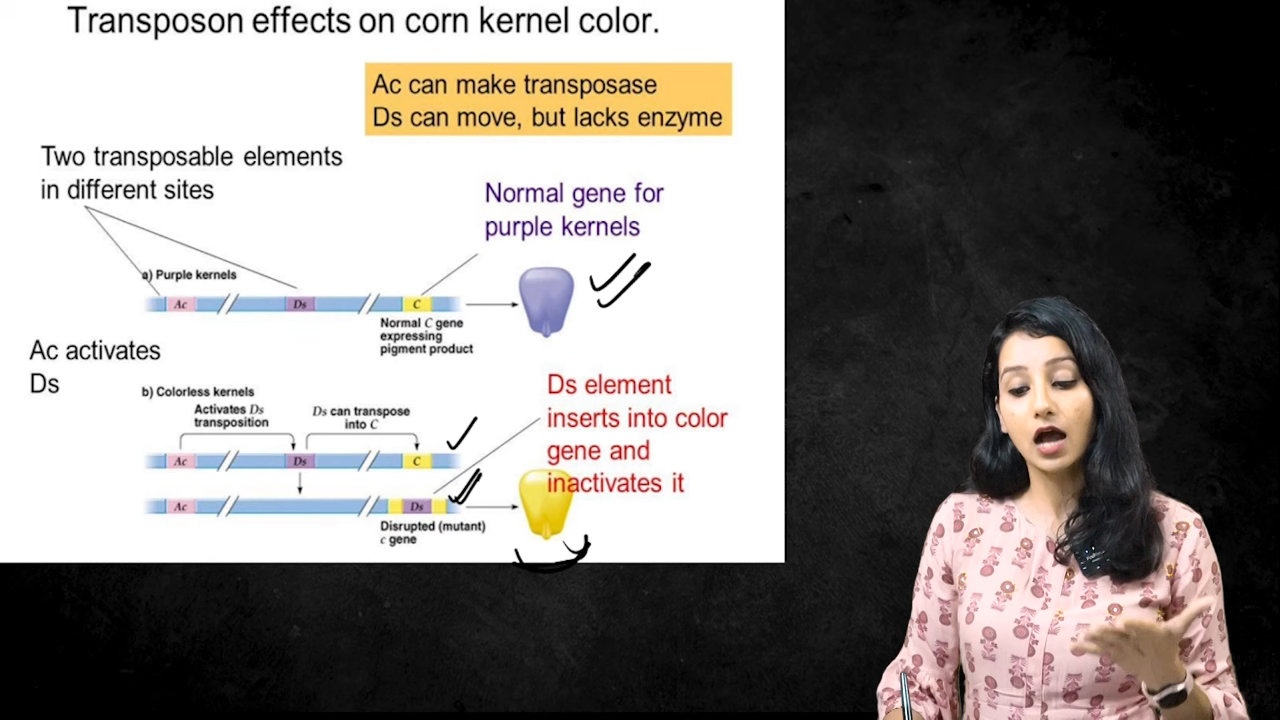 Transposon effects on corn kernel color.
Ac can make transposase
Ds can move, but lacks enzyme
Two transposable elements
in different sites
Normal gene for
purple kernels
a) Purple kernels
Ac
Ds
C
Normal C gene
expressing
pigment product
Ac activates
Ds
b) Colorless kernels
Activates Ds
transposition
Ds can transpose
into C
Ds element
inserts into color
gene and
inactivates it
Ac
Ds
C
Ac
Ds
Disrupted (mutant)
c gene